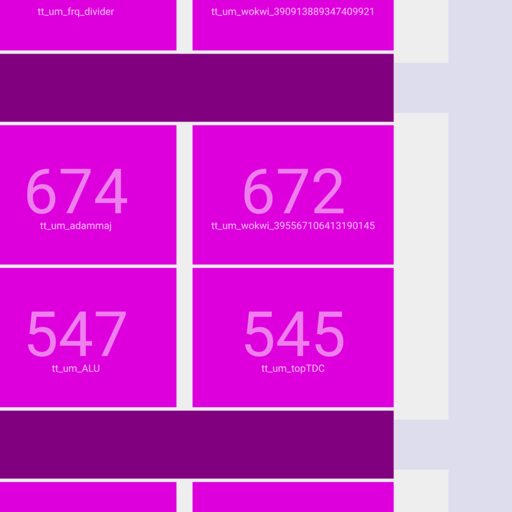 tt_um_frq_divider
tt_um_wokwi_390913889347409921
674
tt_um_adammaj
672
tt_um_wokwi_395567106413190145
547
tt_um_ALU
545
tt_um_topTDC